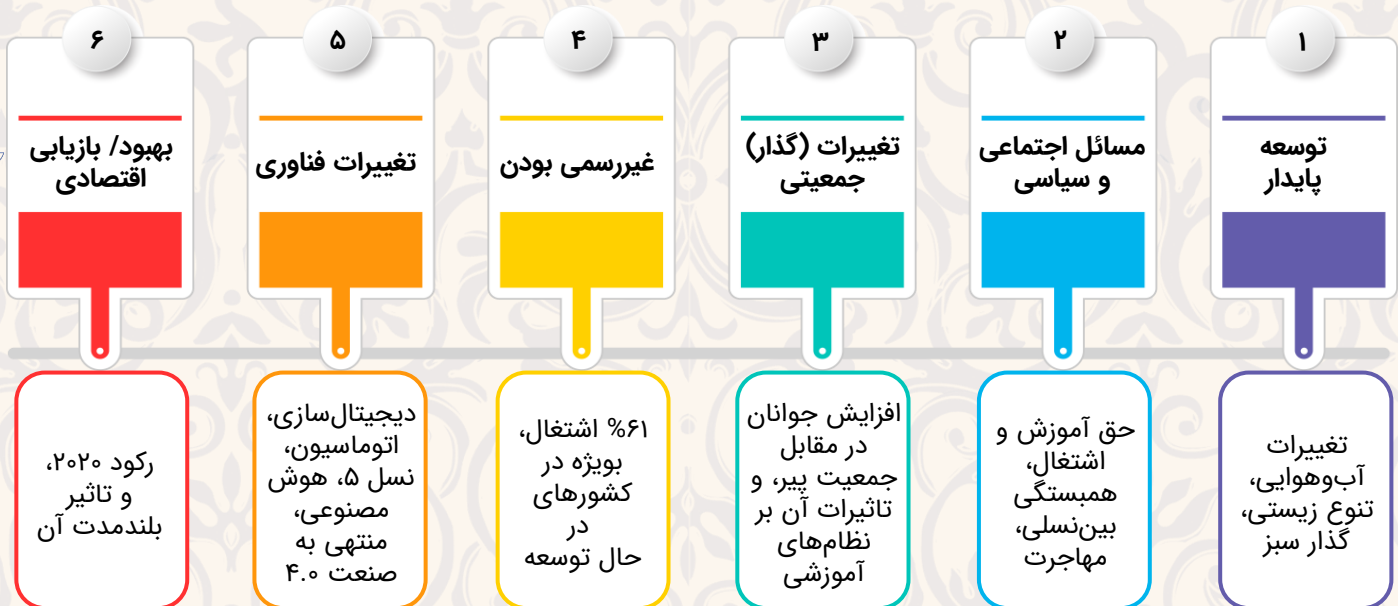 ۱
توسعه
پایدار
تغییرات
آب‌وهوایی،
تنوع زیستی،
گذار سبز
۲
مسائل اجتماعی
و سیاسی
حق آموزش و
اشتغال،
همبستگی
بین‌نسلی،
مهاجرت
۳
تغییرات (گذار)
جمعیتی
افزایش جوانان
در مقابل
جمعیت پیر، و
تاثیرات آن بر
نظام‌های
آموزشی
۴
غیررسمی بودن
۶۱% اشتغال،
بویژه در
کشورهای
در
حال توسعه
۵
تغییرات فناوری
دیجیتال‌سازی،
اتوماسیون،
نسل ۵، هوش
مصنوعی،
منتهی به
صنعت ۴.۰
۶
بهبود/ بازیابی
اقتصادی
رکود ۲۰۲۰،
و تاثیر
بلندمدت آن